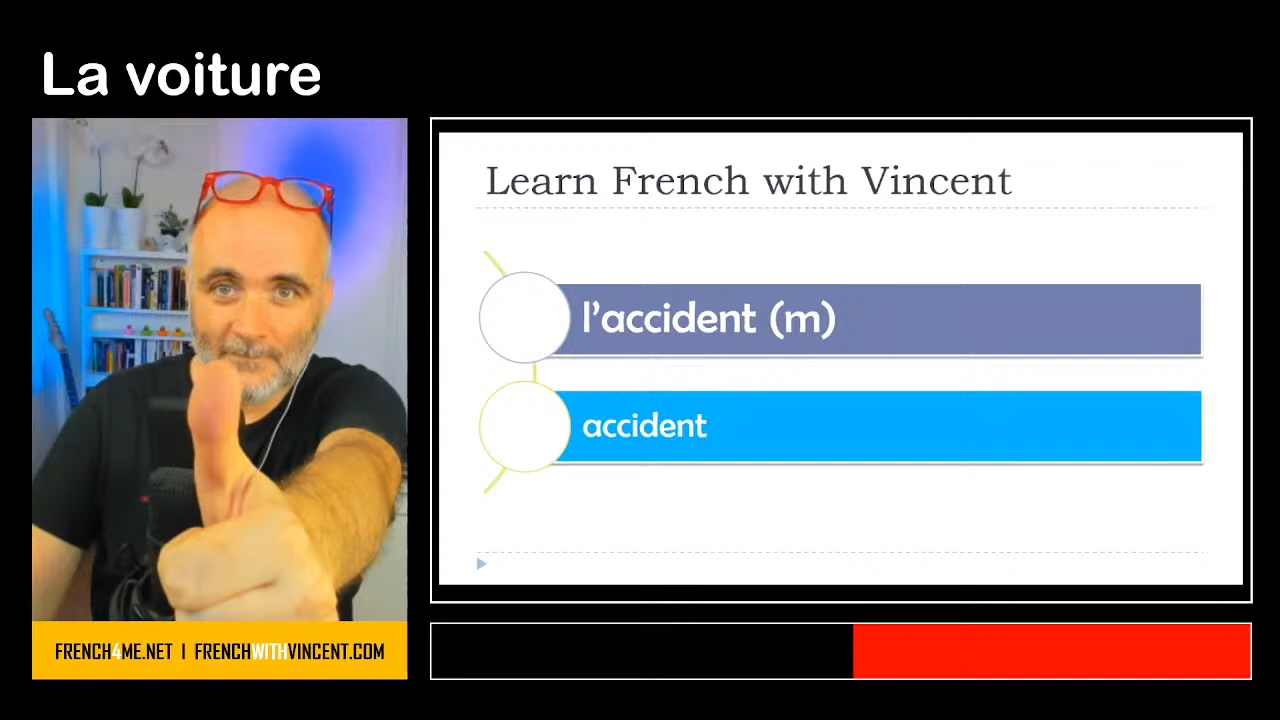 La voiture
Learn French with Vincent
l’accident (m)
accident
FRENCH4ME.NET I FRENCHWITHVINCENT.COM